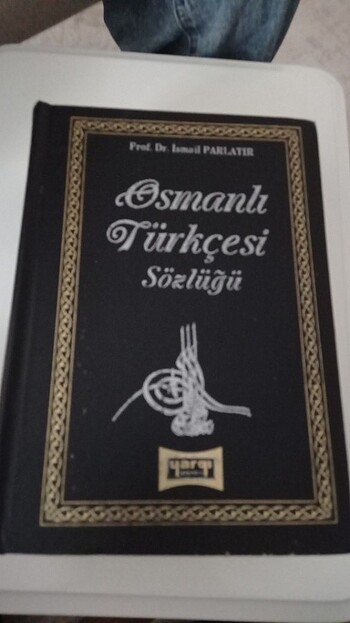 Prof. Dr. İsmail PARLATIR
Osmanlı
Türkçesi
Sözlüğü
yargı